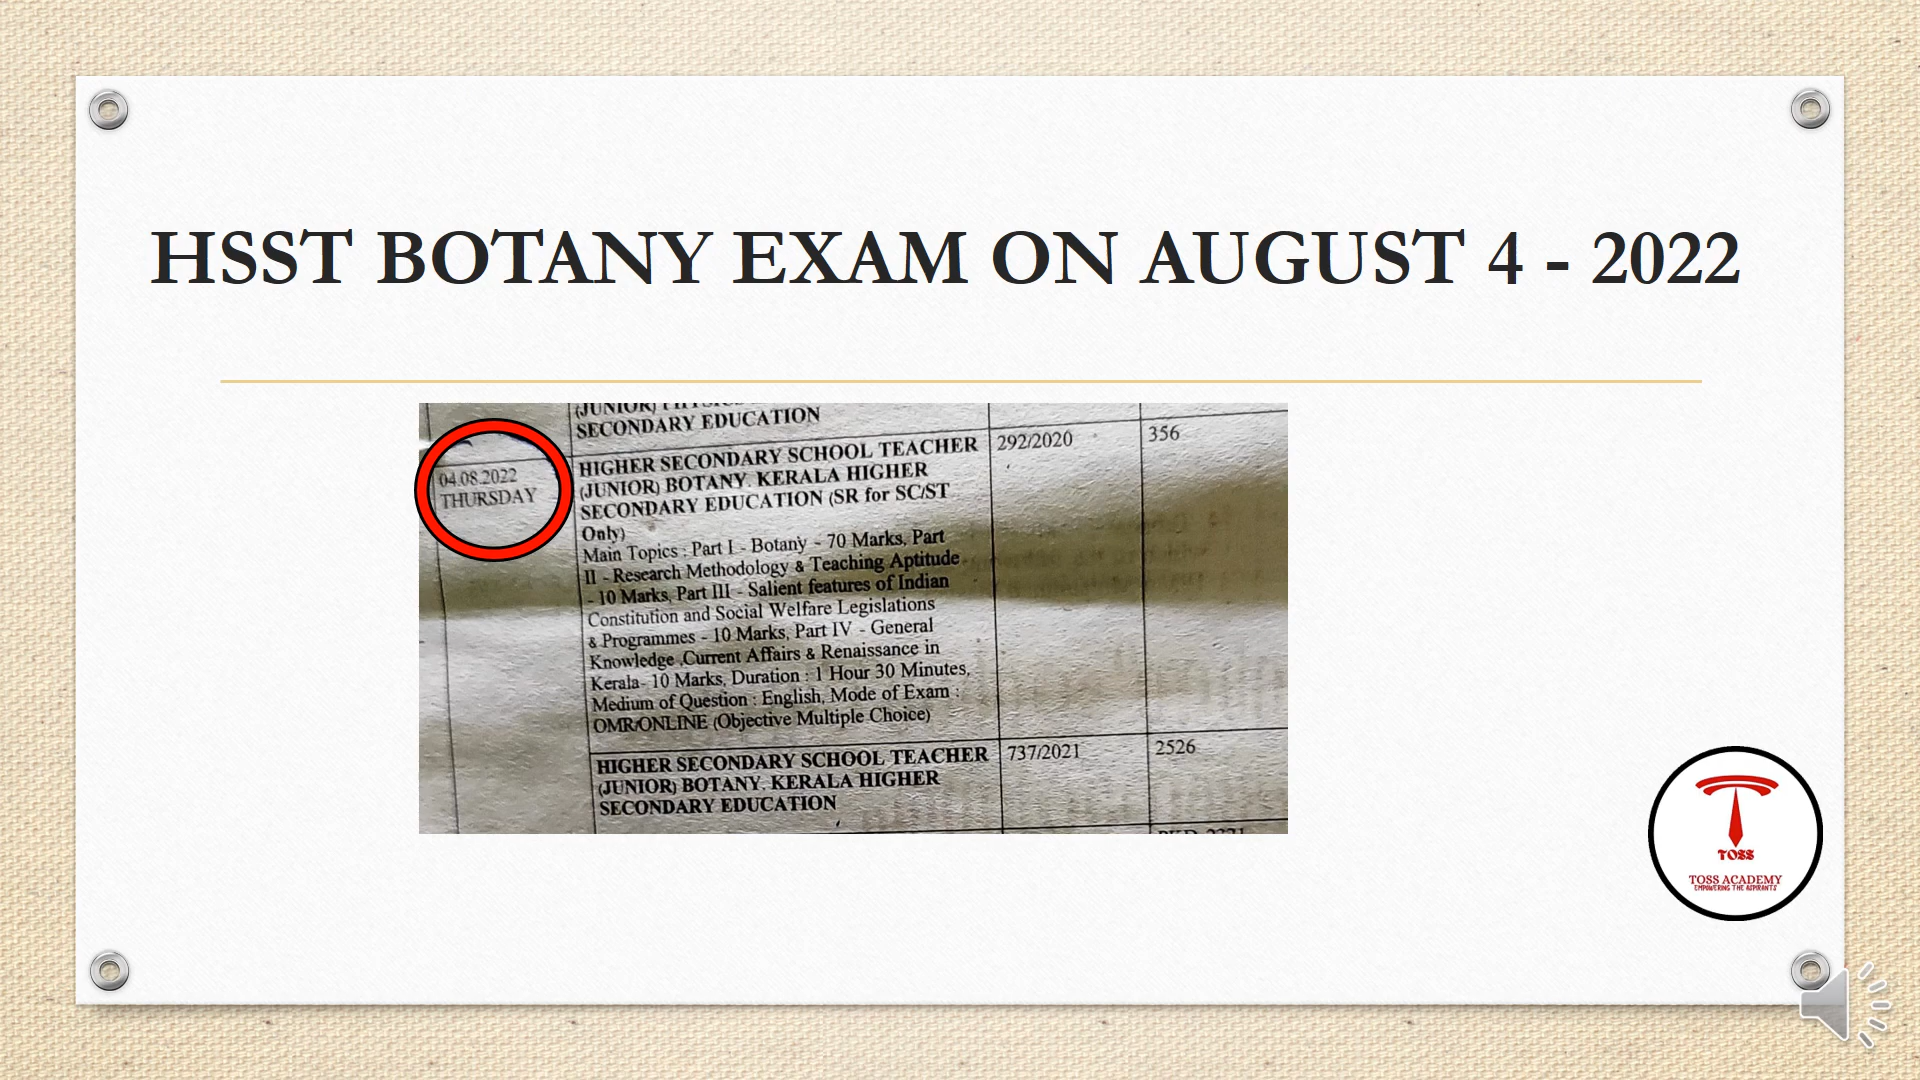 HSST BOTANY EXAM ON AUGUST 4 - 2022
SECONDARY EDUCATION
04.08.2022
THURSDAY
HIGHER SECONDARY SCHOOL TEACHER
(JUNIOR) BOTANY. KERALA HIGHER
SECONDARY EDUCATION (SR for SC/ST
Only)
Main Topics : Part I - Botany - 70 Marks, Part
II - Research Methodology & Teaching Aptitude
- 10 Marks, Part III - Salient features of Indian
Constitution and Social Welfare Legislations
& Programmes - 10 Marks, Part IV - General
Knowledge ,Current Affairs & Renaissance in
Kerala- 10 Marks, Duration : 1 Hour 30 Minutes,
Medium of Question : English, Mode of Exam :
OMR/ONLINE (Objective Multiple Choice)
292/2020
356
HIGHER SECONDARY SCHOOL TEACHER
(JUNIOR) BOTANY. KERALA HIGHER
SECONDARY EDUCATION
737/2021
2526
TOSS
TOSS ACADEMY
EMPOWERING THE ASPIRANTS